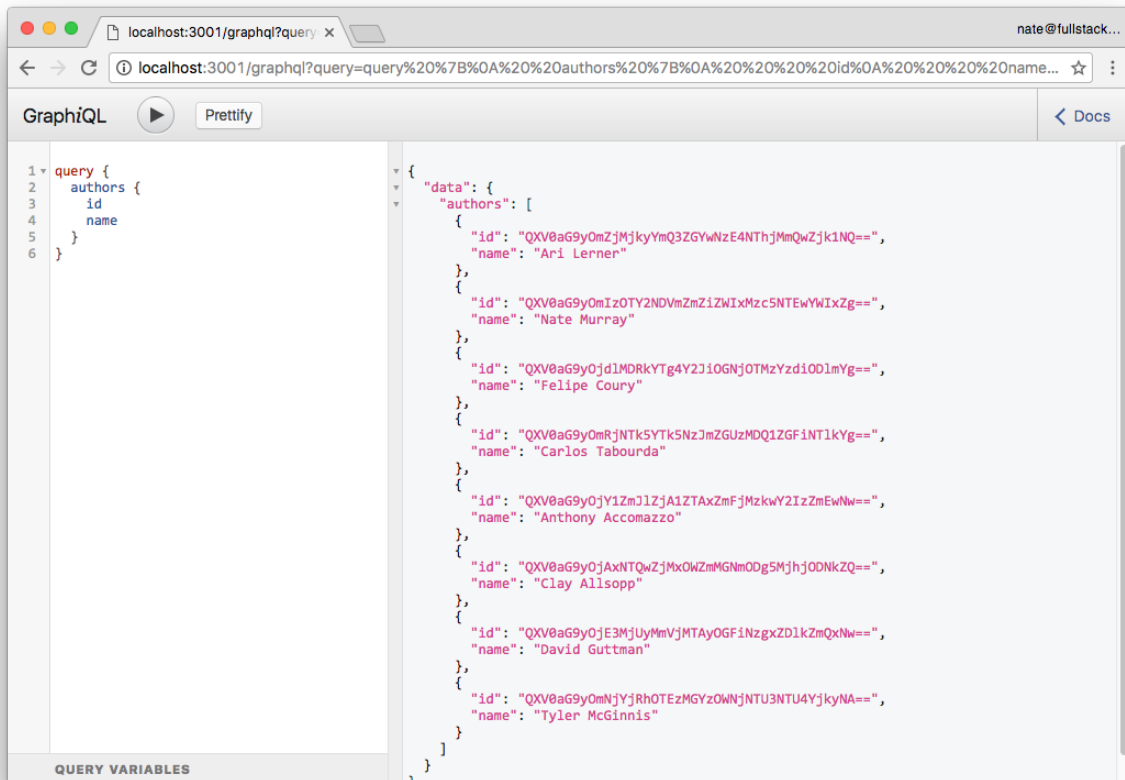 localhost:3001/graphql?query
nate@fullstack...
localhost:3001/graphql?query=query%20%7B%0A%20%20authors%20%7B%0A%20%20%20%20id%0A%20%20%20%20name...
GraphiQL
Prettify
Docs
1 query {
2 authors {
3 id
4 name
5 }
6 }
{
"data": {
"authors": [
{
"id": "QXV0aG9yOmZjMjkyYmQ3ZGYwNzE4NThjMmQwZjk1NQ==",
"name": "Ari Lerner"
},
{
"id": "QXV0aG9yOmIzOTY2NDVmZmZiZWIxMzc5NTEwYWIxZg==",
"name": "Nate Murray"
},
{
"id": "QXV0aG9yOjdlMDRkYTg4Y2JiOGNjOTMzYzdiODlmYg==",
"name": "Felipe Coury"
},
{
"id": "QXV0aG9yOmRjNTk5YTk5NzJmZGUzMDQ1ZGFiNTlkYg==",
"name": "Carlos Tabourda"
},
{
"id": "QXV0aG9yOjY1ZmJlZjA1ZTAxZmFjMzkwY2IzZmEwNw==",
"name": "Anthony Accomazzo"
},
{
"id": "QXV0aG9yOjAxNTQwZjMxOWZmMGNmODg5MjhjODNkZQ==",
"name": "Clay Allsopp"
},
{
"id": "QXV0aG9yOjE3MjUyMmVjMTAyOGFiNzgxZDlkZmQxNw==",
"name": "David Guttman"
},
{
"id": "QXV0aG9yOmNjYjRhOTEzMGYzOWNjNTU3NTU4YjkyNA==",
"name": "Tyler McGinnis"
}
]
}
QUERY VARIABLES